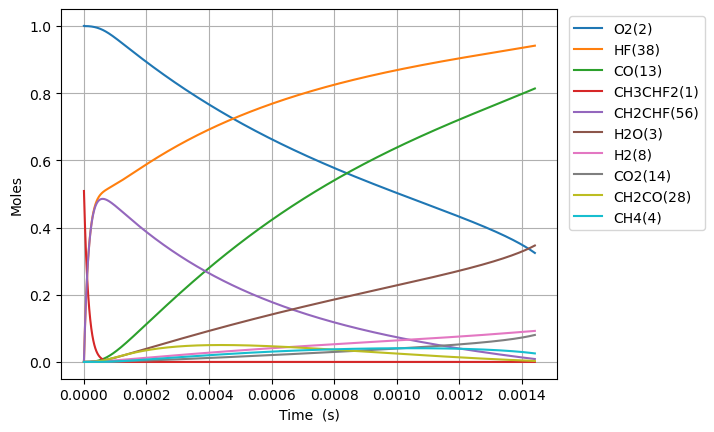 1.0
0.8
0.6
0.4
0.2
0.0
Moles
0.0000 0.0002 0.0004 0.0006 0.0008 0.0010 0.0012 0.0014
Time (s)
O2(2)
HF(38)
CO(13)
CH3CHF2(1)
CH2CHF(56)
H2O(3)
H2(8)
CO2(14)
CH2CO(28)
CH4(4)